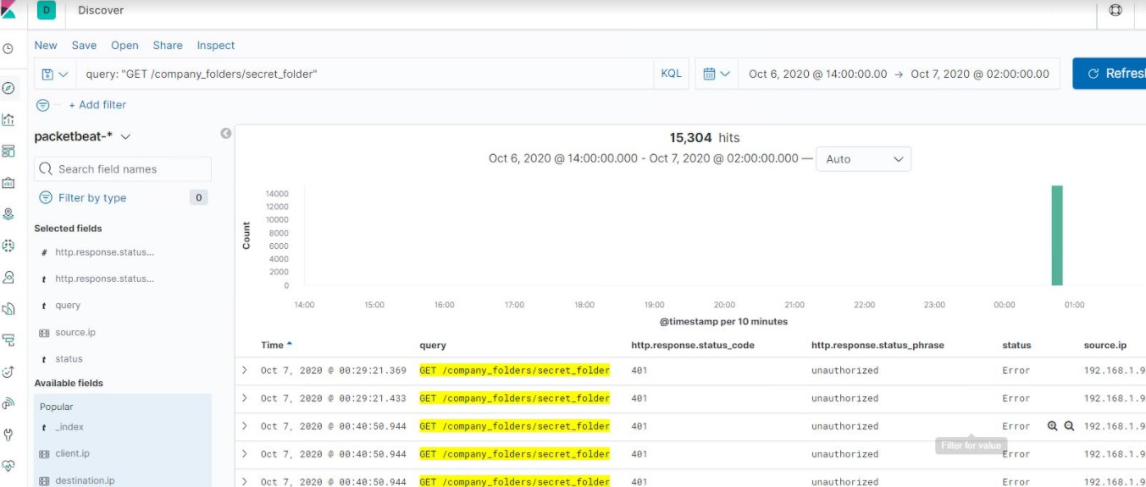 D Discover
New Save Open Share Inspect
query: "GET /company_folders/secret_folder" KQL Oct 6, 2020 @ 14:00:00.00 → Oct 7, 2020 @ 02:00:00.00 Refresh
+ Add filter
packetbeat-*
15,304 hits
Search field names
Oct 6, 2020 @ 14:00:00.000 - Oct 7, 2020 @ 02:00:00.000 — Auto
Filter by type 0
Selected fields
# http.response.status...
t http.response.status...
t query
source.ip
t status
Available fields
Popular
t _index
client.ip
destination.ip
Count
14000
12000
10000
8000
6000
4000
2000
0
14:00 15:00 16:00 17:00 18:00 19:00 20:00 21:00 22:00 23:00 00:00 01:00
@timestamp per 10 minutes
Time query http.response.status_code http.response.status_phrase status source.ip
Oct 7, 2020 @ 00:29:21.369 GET /company_folders/secret_folder 401 unauthorized Error 192.168.1.9
Oct 7, 2020 @ 00:29:21.433 GET /company_folders/secret_folder 401 unauthorized Error 192.168.1.9
Oct 7, 2020 @ 00:40:50.944 GET /company_folders/secret_folder 401 unauthorized Error 192.168.1.9
Filter for value
Oct 7, 2020 @ 00:40:50.944 GET /company_folders/secret_folder 401 unauthorized Error 192.168.1.9
Oct 7, 2020 @ 00:40:50.944 GET /company_folders/secret_folder 401 unauthorized Error 192.168.1.9